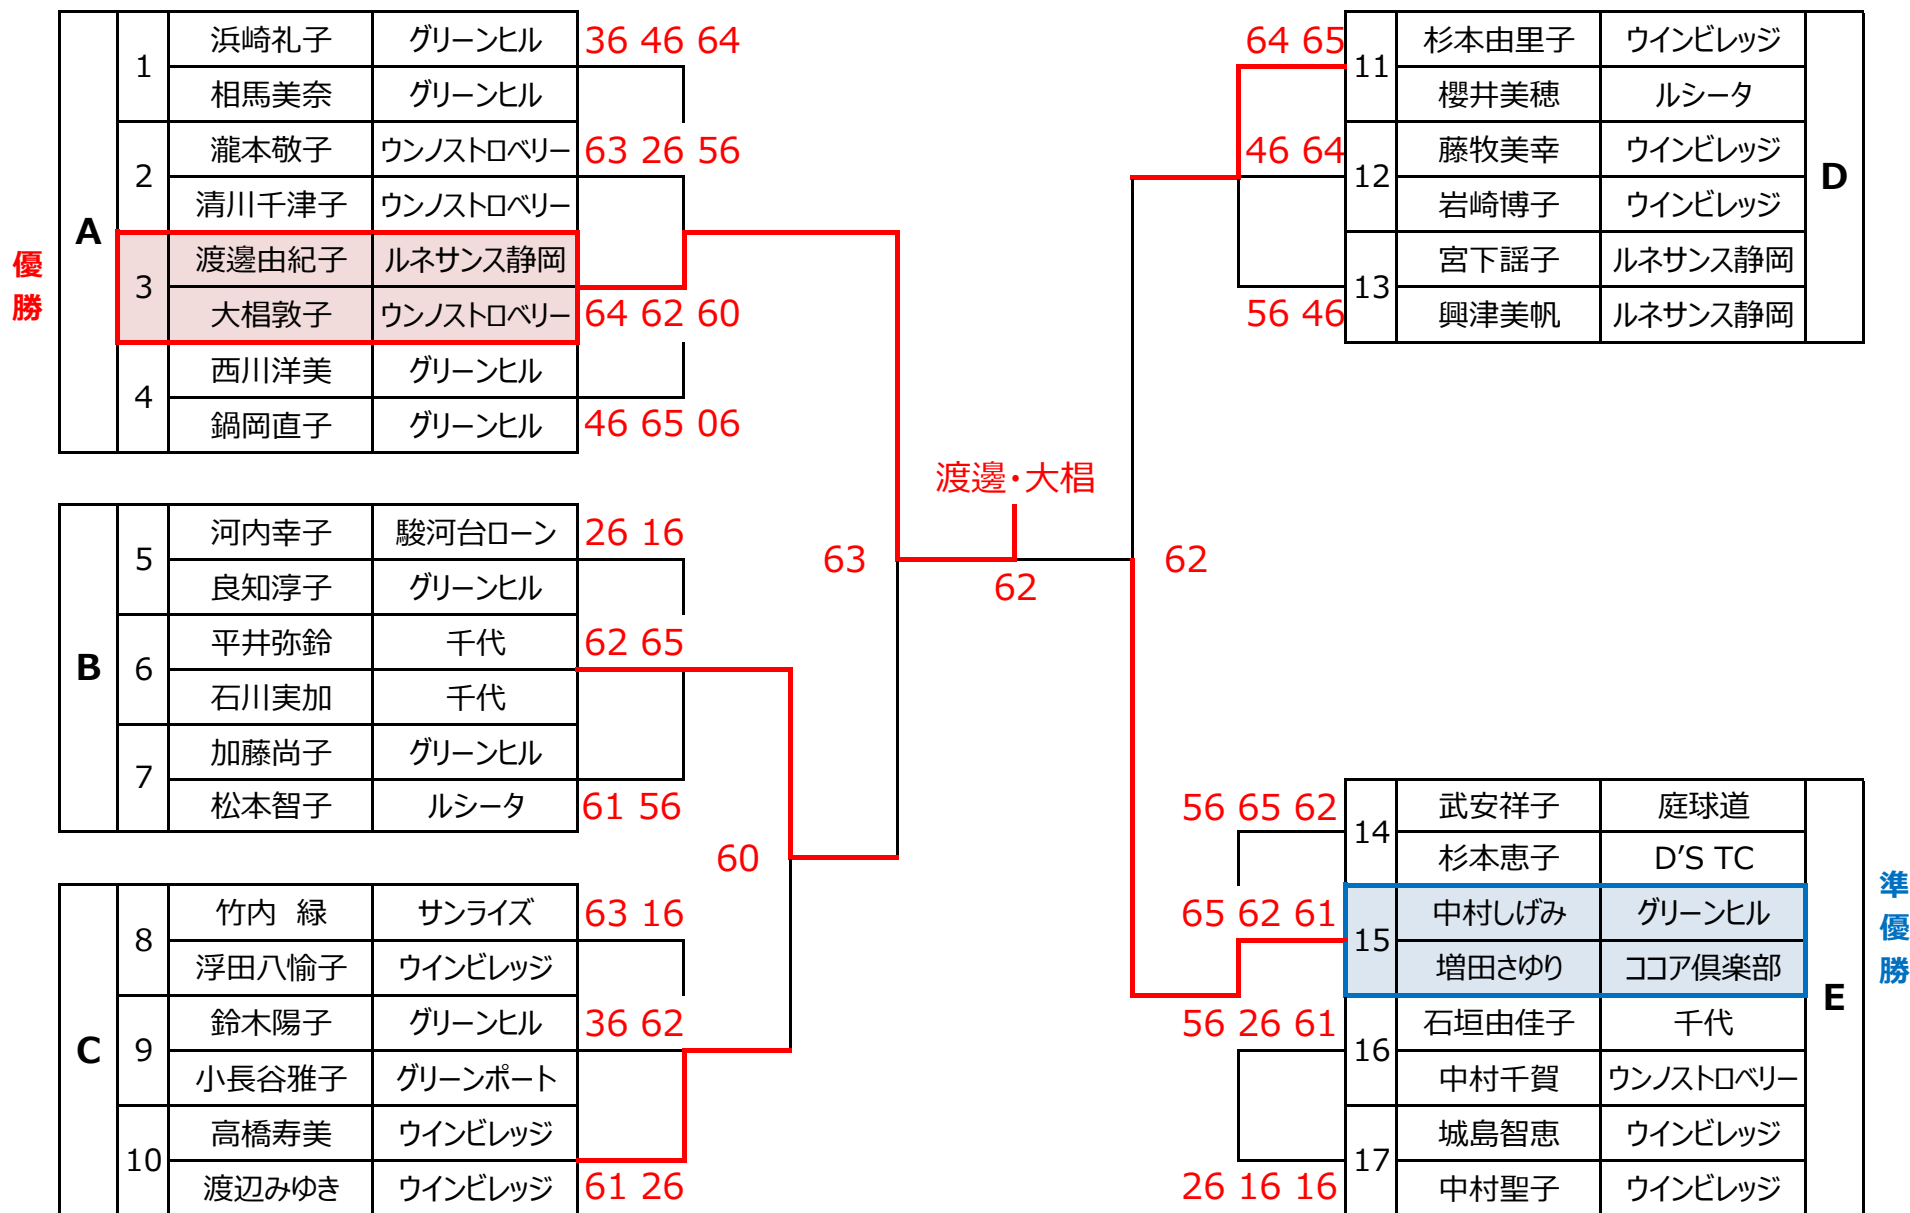 優勝
A
1
浜崎礼子 グリーンヒル 36 46 64
相馬美奈 グリーンヒル
2
瀧本敬子 ウンノストロベリー 63 26 56
清川千津子 ウンノストロベリー
3
渡邊由紀子 ルネサンス静岡
大椙敦子 ウンノストロベリー 64 62 60
4
西川洋美 グリーンヒル
鍋岡直子 グリーンヒル 46 65 06
B
5
河内幸子 駿河台ローン 26 16
良知淳子 グリーンヒル
6
平井弥鈴 千代 62 65
石川実加 千代
7
加藤尚子 グリーンヒル
松本智子 ルシータ 61 56
C
8
竹内 緑 サンライズ 63 16
浮田八愉子 ウインビレッジ
9
鈴木陽子 グリーンヒル 36 62
小長谷雅子 グリーンポート
10
高橋寿美 ウインビレッジ
渡辺みゆき ウインビレッジ 61 26
60
63
渡邊・大椙
62
62
D
64 65 11 杉本由里子 ウインビレッジ
櫻井美穂 ルシータ
46 64 12 藤牧美幸 ウインビレッジ
岩崎博子 ウインビレッジ
13 宮下謡子 ルネサンス静岡
56 46 興津美帆 ルネサンス静岡
E
56 65 62 14 武安祥子 庭球道
杉本恵子 D'S TC
65 62 61 15 中村しげみ グリーンヒル
増田さゆり ココア倶楽部
56 26 61 16 石垣由佳子 千代
中村千賀 ウンノストロベリー
17 城島智恵 ウインビレッジ
26 16 16 中村聖子 ウインビレッジ
準優勝